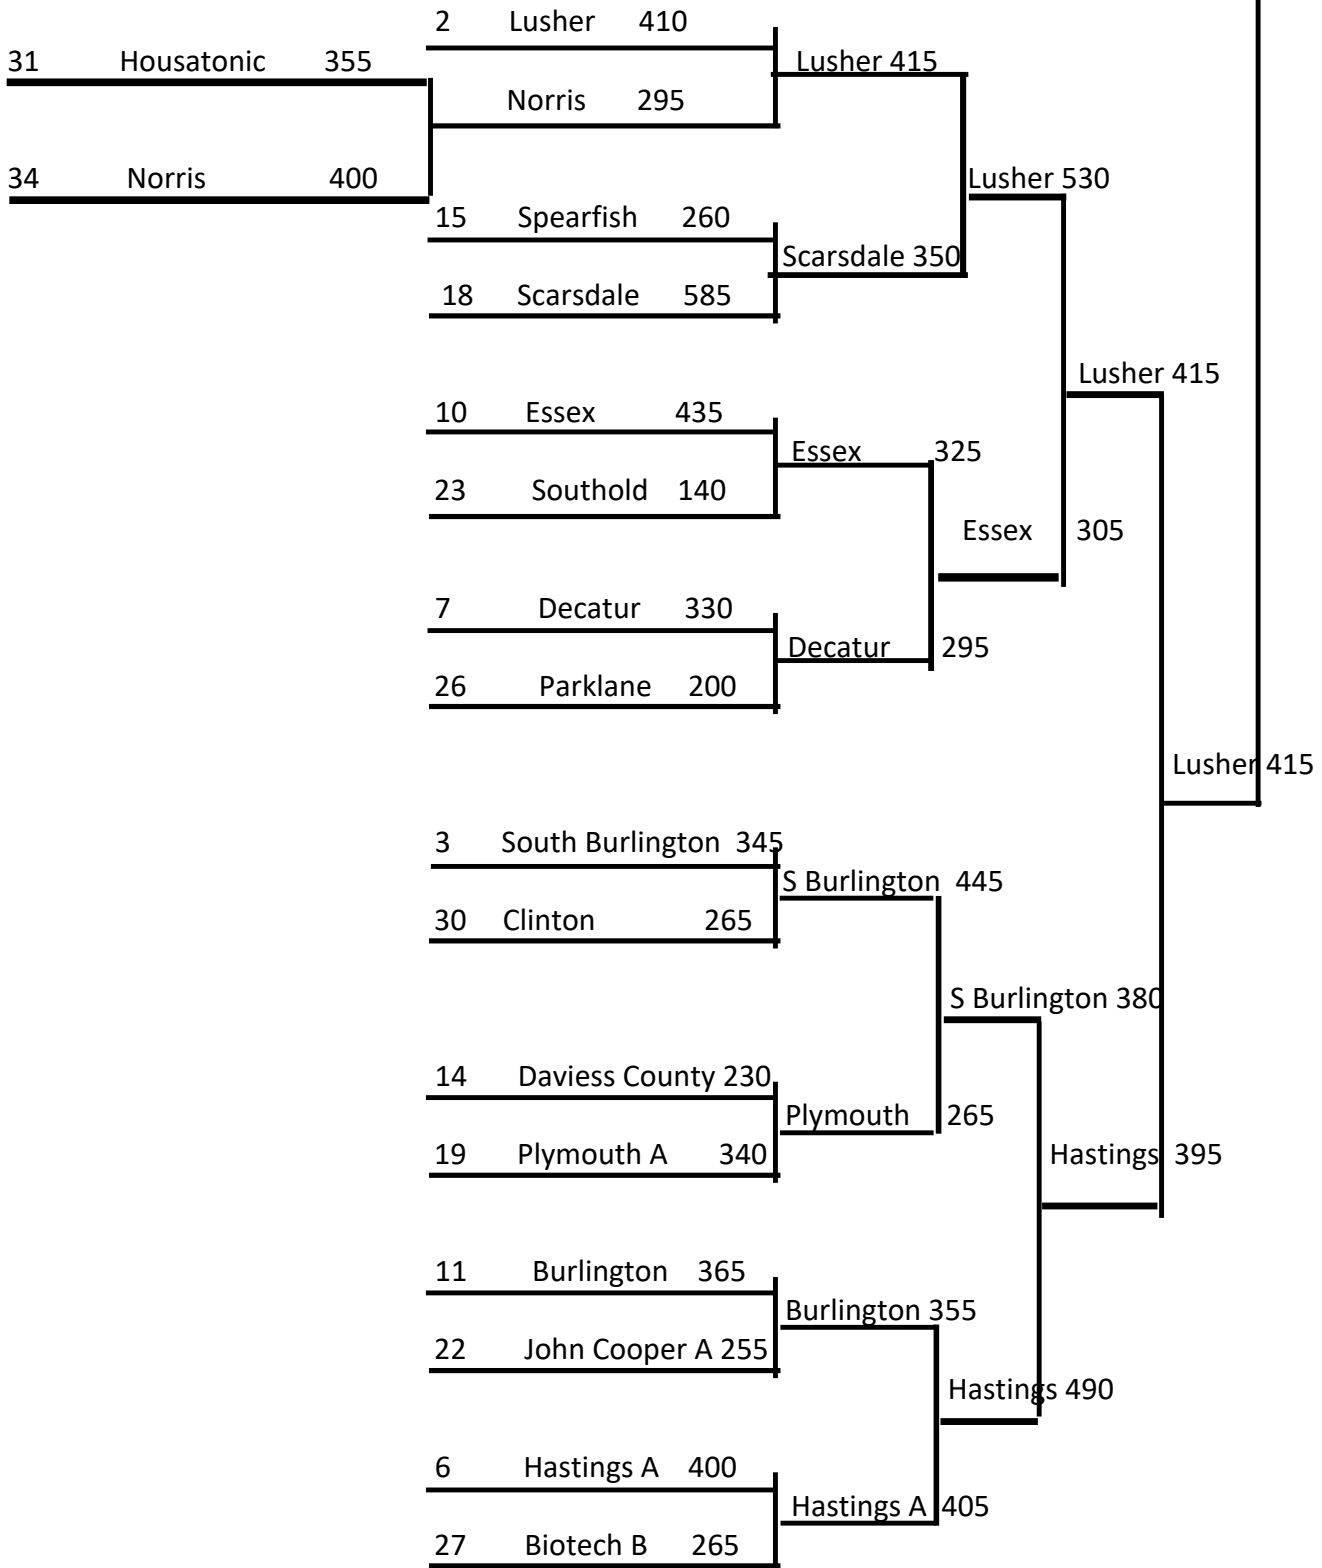 2 Lusher 410
31 Housatonic 355 Lusher 415
Norris 295
34 Norris 400 Lusher 530
15 Spearfish 260
Scarsdale 350
18 Scarsdale 585
Lusher 415
10 Essex 435
Essex 325
23 Southold 140
Essex 305
7 Decatur 330
Decatur 295
26 Parklane 200
Lusher 415
3 South Burlington 345
S Burlington 445
30 Clinton 265
S Burlington 380
14 Daviess County 230
Plymouth 265
19 Plymouth A 340 Hastings 395
11 Burlington 365
Burlington 355
22 John Cooper A 255
Hastings 490
6 Hastings A 400
Hastings A 405
27 Biotech B 265